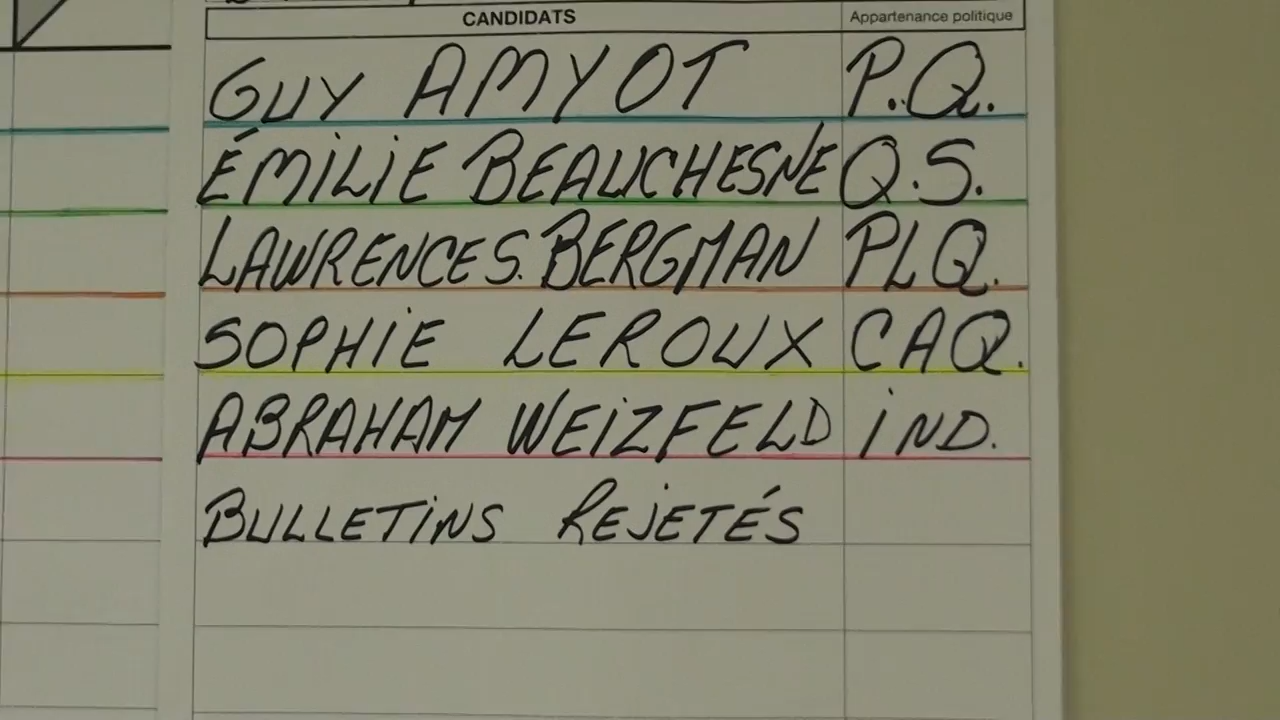 CANDIDATS Appartenance politique
GUY AMYOT P.Q.
ÉMILIE BEAUCHESNE Q.S.
LAWRENCE S. BERGMAN PLQ.
SOPHIE LEROUX CAQ.
ABRAHAM WEIZFELD IND.
BULLETINS REJETÉS